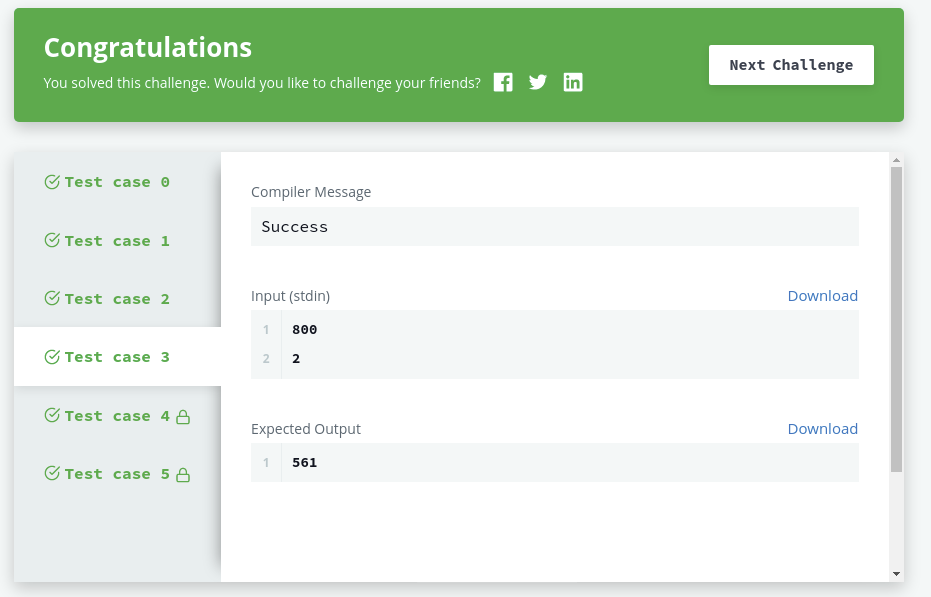 Congratulations
You solved this challenge. Would you like to challenge your friends?
Next Challenge
Test case 0
Test case 1
Test case 2
Test case 3
Test case 4
Test case 5
Compiler Message
Success
Input (stdin)
Download
1 800
2 2
Expected Output
Download
1 561